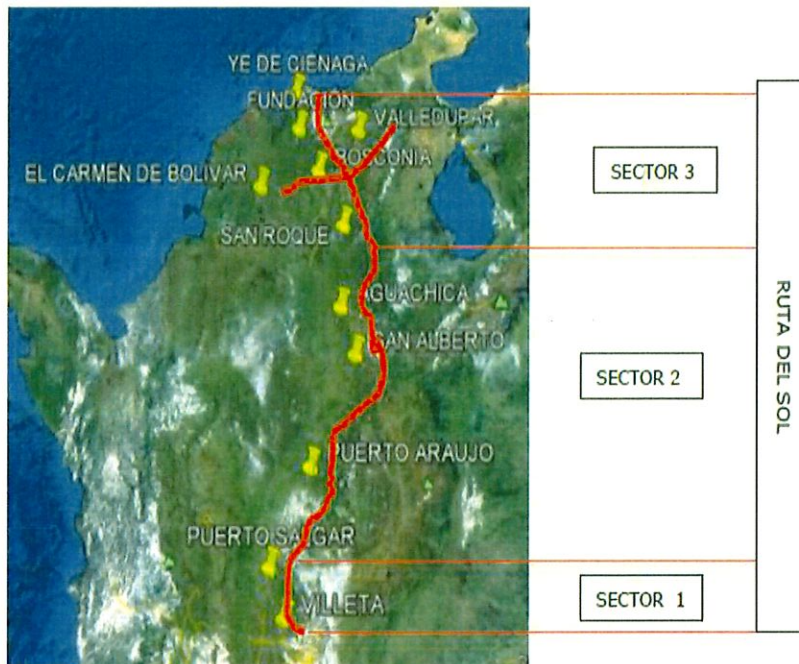 YE DE CIENAGA
FUNDACIÓN
VALLEDUPAR
BOSCONIA
EL CARMEN DE BOLIVAR
SECTOR 3
SAN ROQUE
AGUACHICA
SAN ALBERTO
SECTOR 2
RUTA DEL SOL
PUERTO ARAUJO
PUERTO SALGAR
VILLETA
SECTOR 1